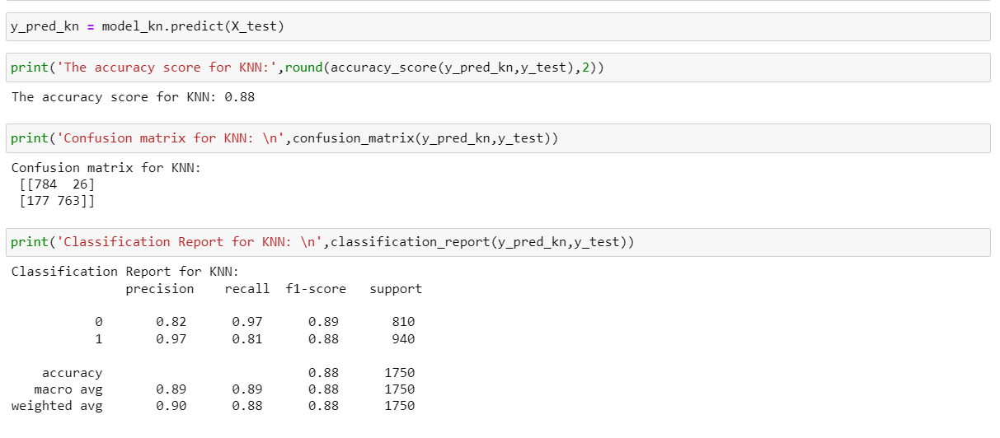 y_pred_kn = model_kn.predict(X_test)
print('The accuracy score for KNN:',round(accuracy_score(y_pred_kn,y_test),2))
The accuracy score for KNN: 0.88
print('Confusion matrix for KNN: \n',confusion_matrix(y_pred_kn,y_test))
Confusion matrix for KNN:
 [[784  26]
 [177 763]]
print('Classification Report for KNN: \n',classification_report(y_pred_kn,y_test))
Classification Report for KNN:
               precision    recall  f1-score   support
           0       0.82      0.97      0.89       810
           1       0.97      0.81      0.88       940
    accuracy                           0.88      1750
   macro avg       0.89      0.89      0.88      1750
weighted avg       0.90      0.88      0.88      1750